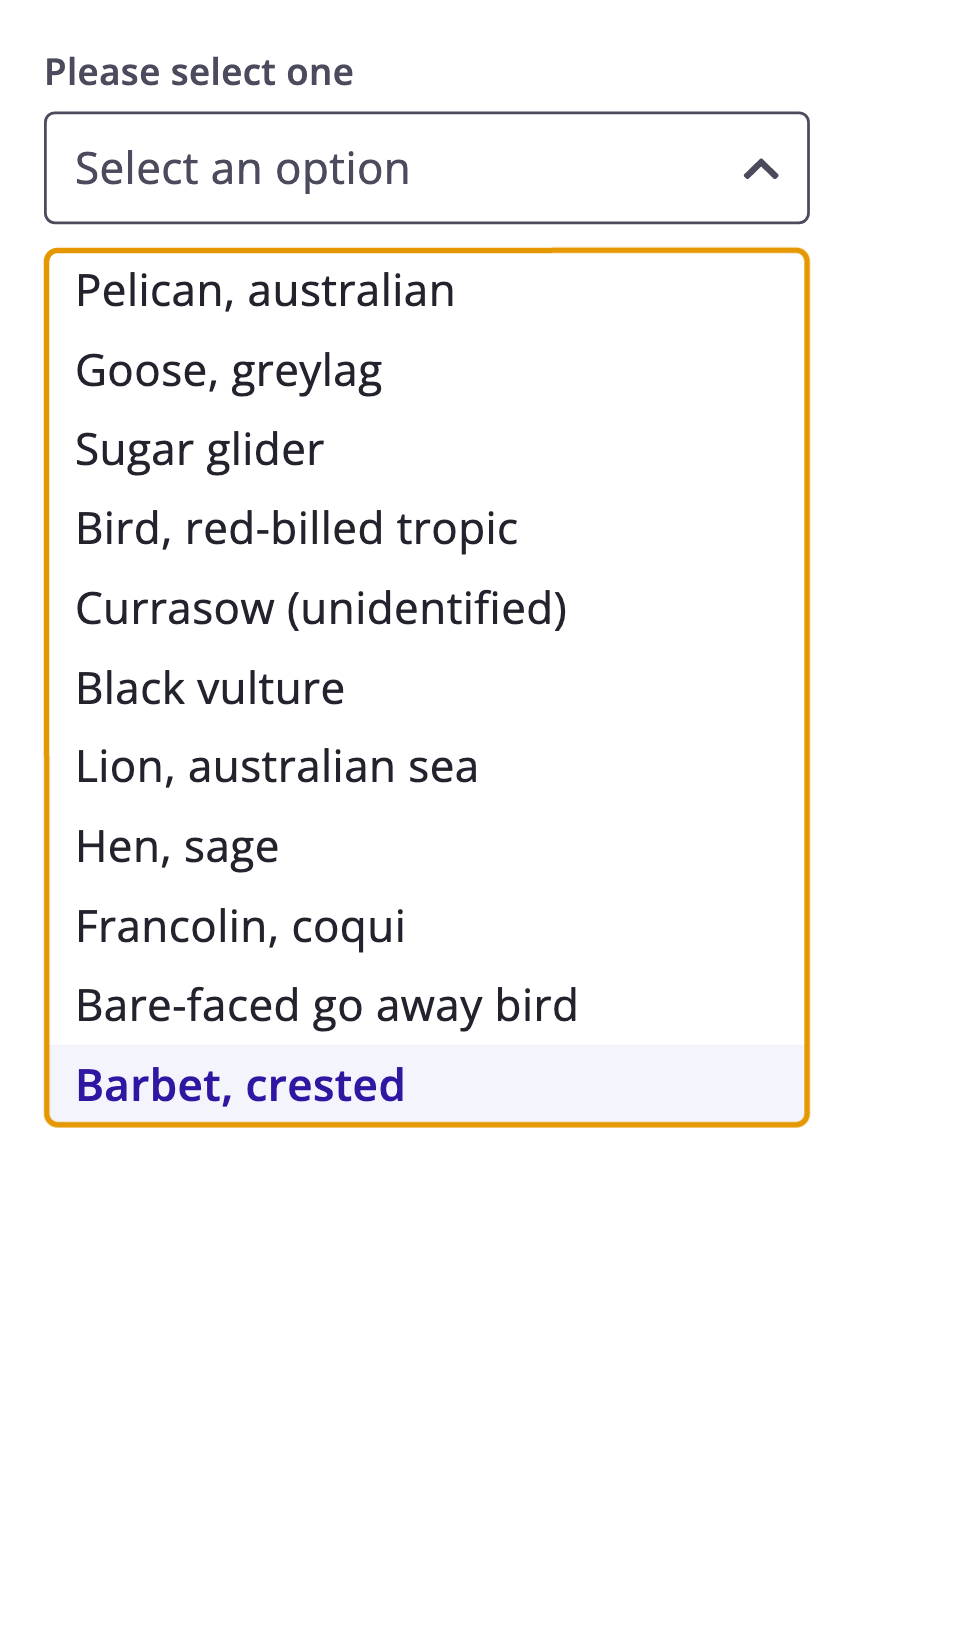 Please select one
Select an option
Pelican, australian
Goose, greylag
Sugar glider
Bird, red-billed tropic
Currasow (unidentified)
Black vulture
Lion, australian sea
Hen, sage
Francolin, coqui
Bare-faced go away bird
Barbet, crested